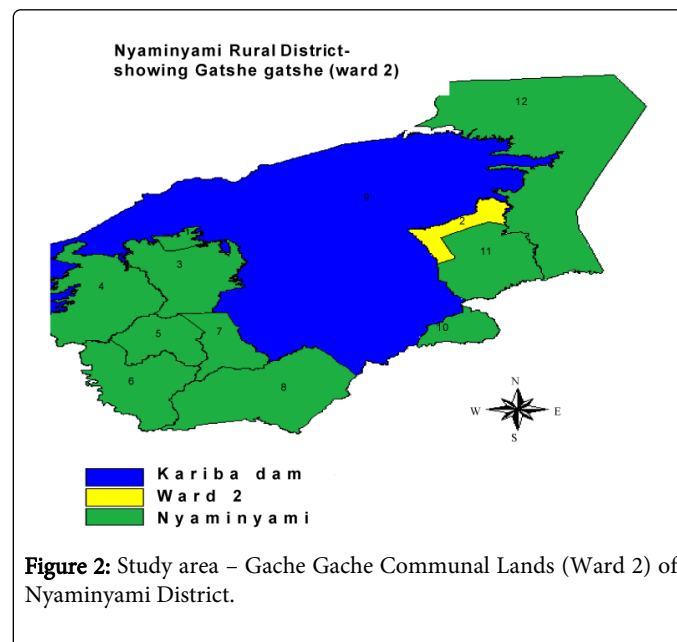 Nyaminyami Rural District-
showing Gatshe gatshe (ward 2)
12
9
2
1
3
11
4
7
5
10
6
8
N
W E
S
Kariba dam
Ward 2
Nyaminyami
Figure 2: Study area – Gache Gache Communal Lands (Ward 2) of
Nyaminyami District.